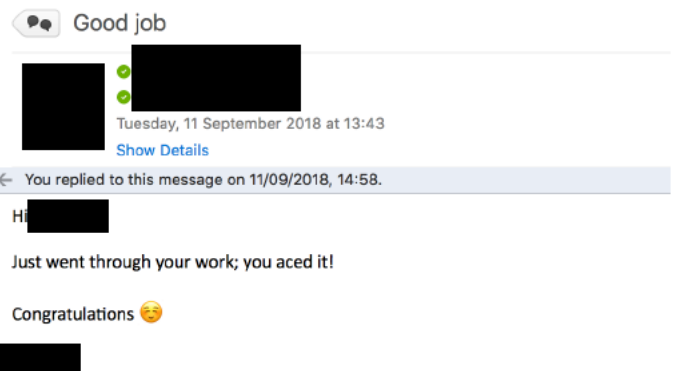 Good job
Tuesday, 11 September 2018 at 13:43
Show Details
You replied to this message on 11/09/2018, 14:58.
Hi
Just went through your work; you aced it!
Congratulations ☺️